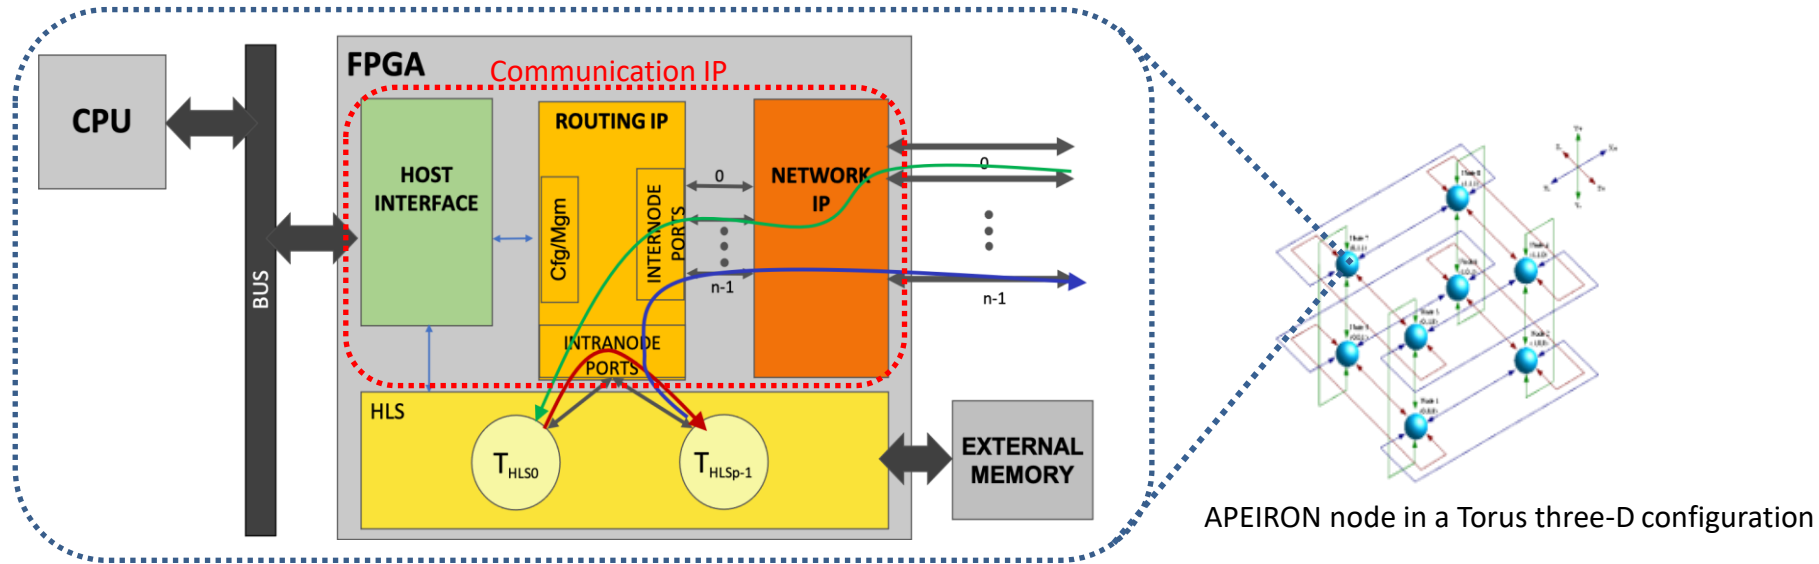 FPGA
Communication IP
CPU
BUS
HOST
INTERFACE
ROUTING IP
Cfg/Mgm
INTERNODE
PORTS
INTRANODE
PORTS
0
n-1
NETWORK
IP
0
n-1
HLS
THLS0
THLSp-1
EXTERNAL
MEMORY
APEIRON node in a Torus three-D configuration